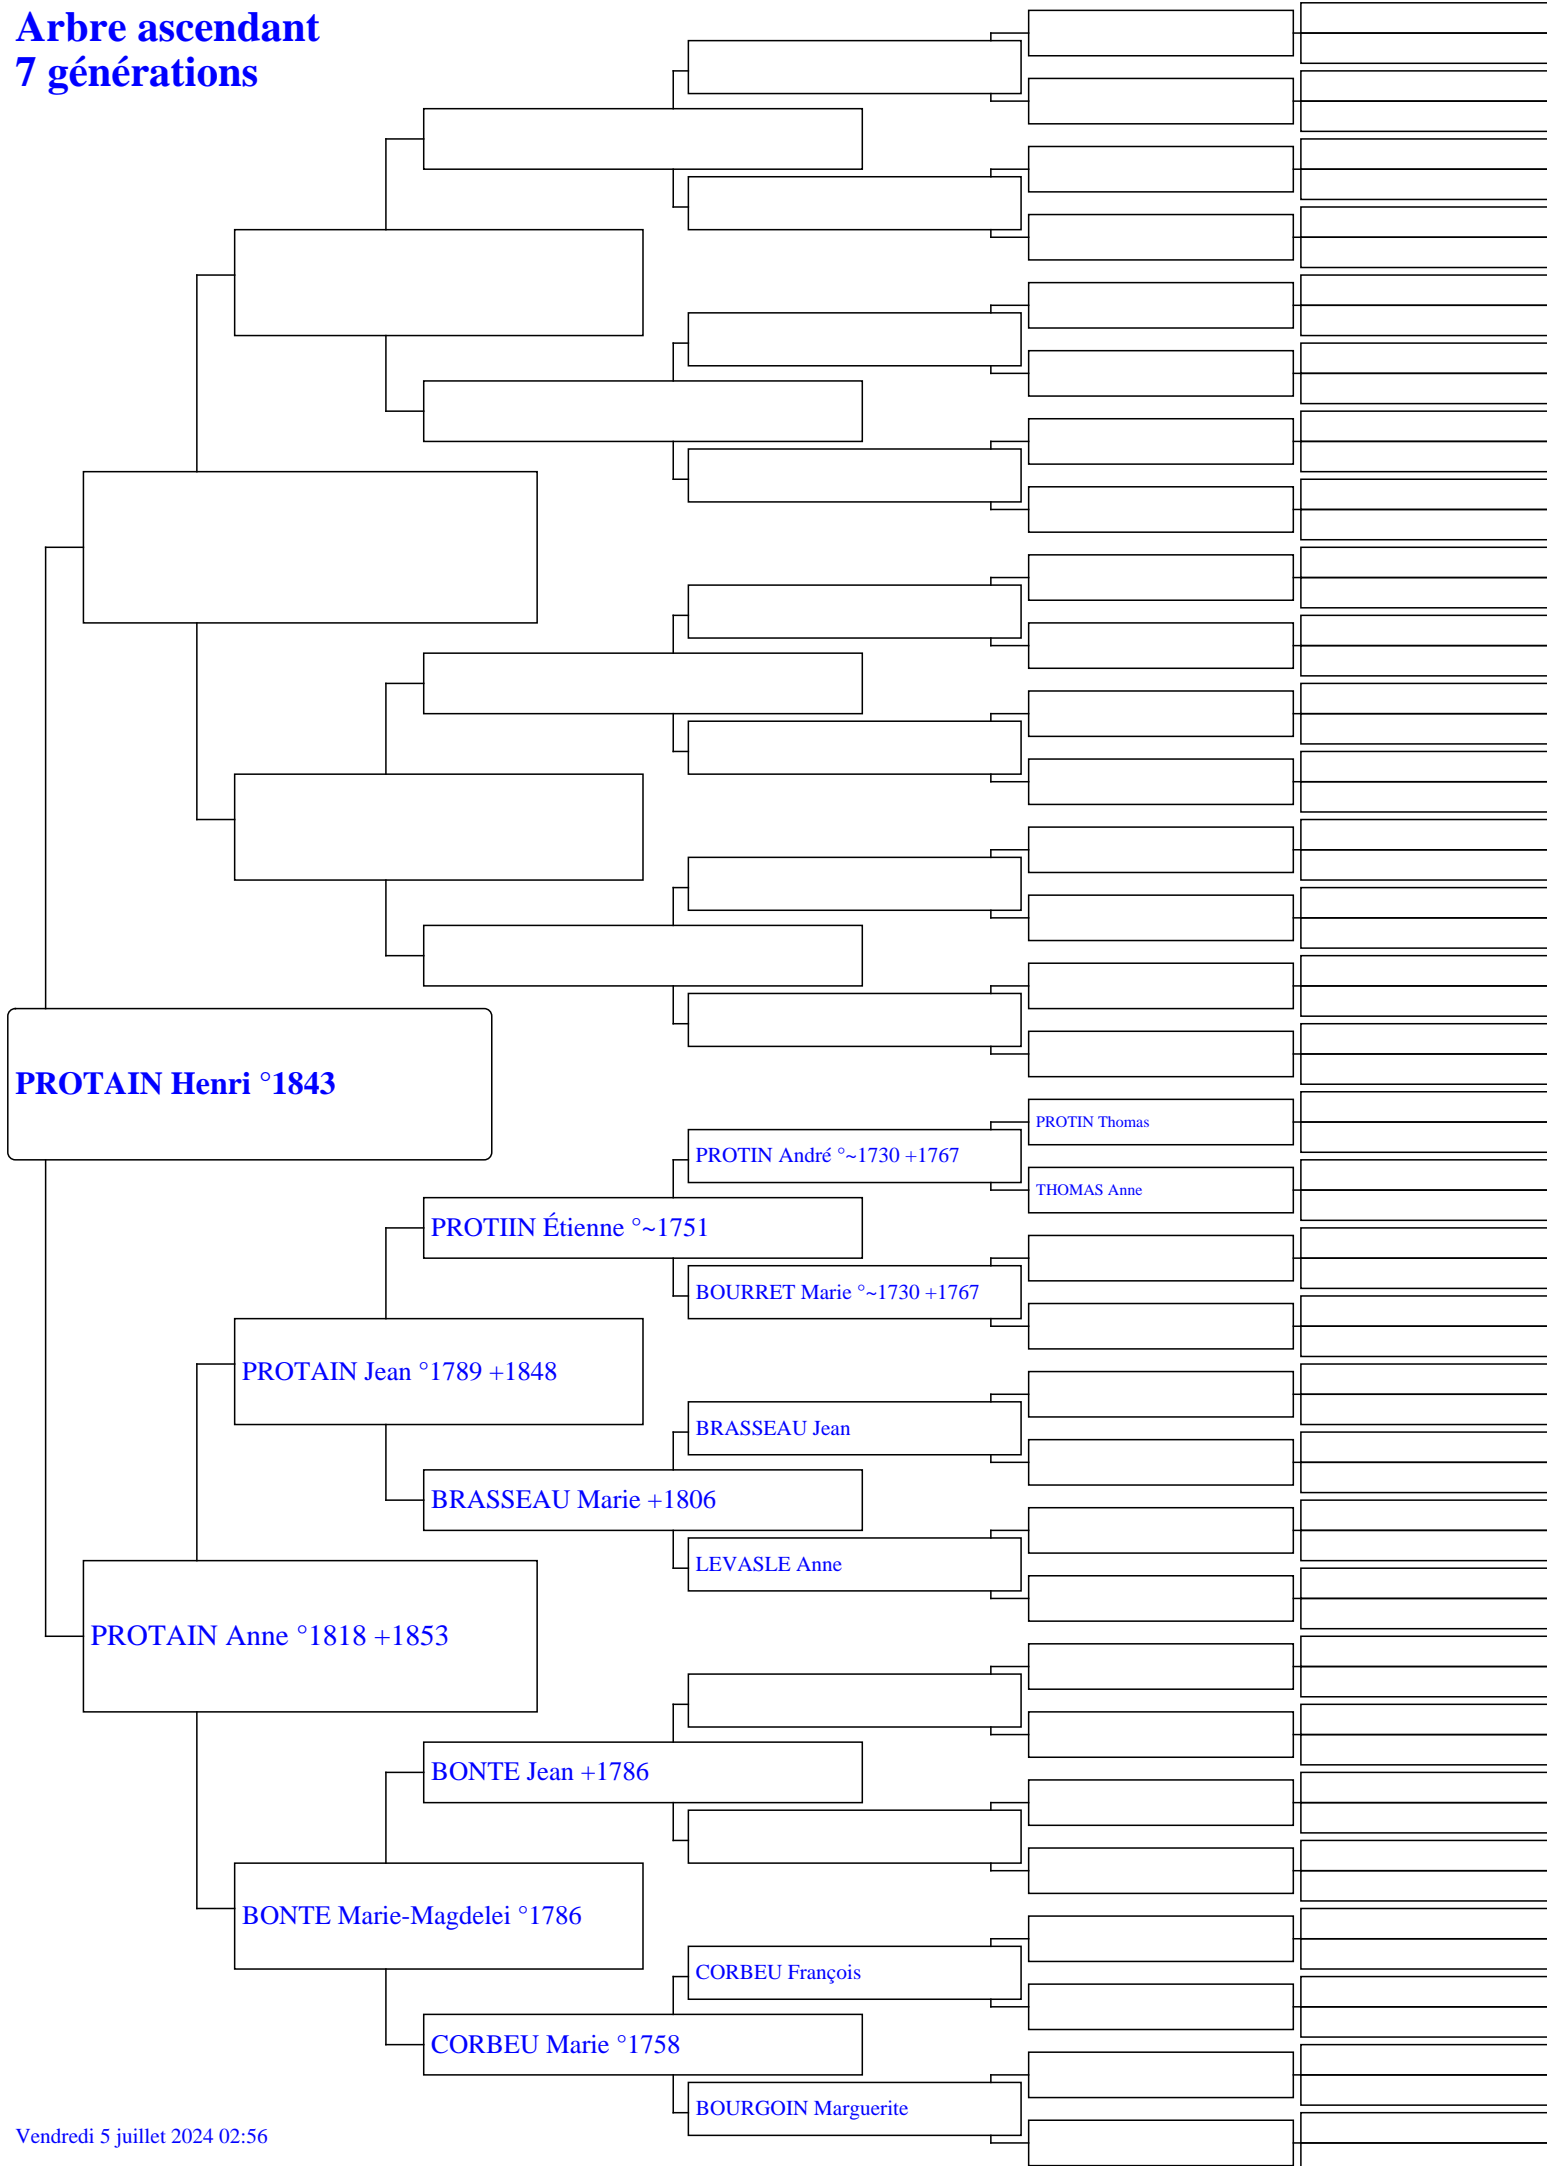 Arbre ascendant
7 générations
PROTAIN Henri °1843
PROTIN Thomas
PROTIN André °~1730 +1767
THOMAS Anne
PROTIIN Étienne °~1751
BOURRET Marie °~1730 +1767
PROTAIN Jean °1789 +1848
BRASSEAU Jean
BRASSEAU Marie +1806
LEVASLE Anne
PROTAIN Anne °1818 +1853
BONTE Jean +1786
BONTE Marie-Magdelei °1786
CORBEU François
CORBEU Marie °1758
BOURGOIN Marguerite
Vendredi 5 juillet 2024 02:56